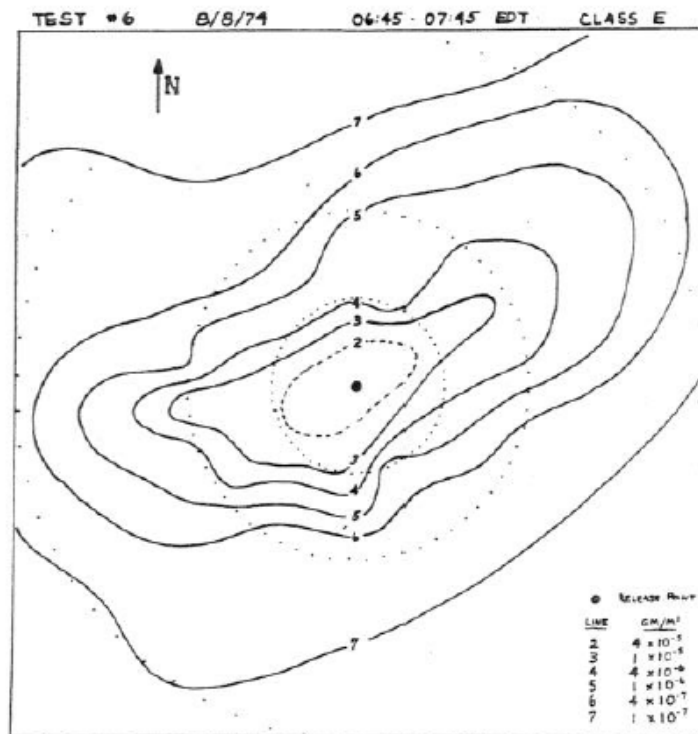 TEST #6 8/8/74 06:45 - 07:45 EDT CLASS E
N
7
6
5
4
3
2
3
4
5
6
7
RELEASE POINT
LINE GM/M³
2 4 x 10⁻⁵
3 1 x 10⁻⁵
4 4 x 10⁻⁶
5 1 x 10⁻⁶
6 4 x 10⁻⁷
7 1 x 10⁻⁷